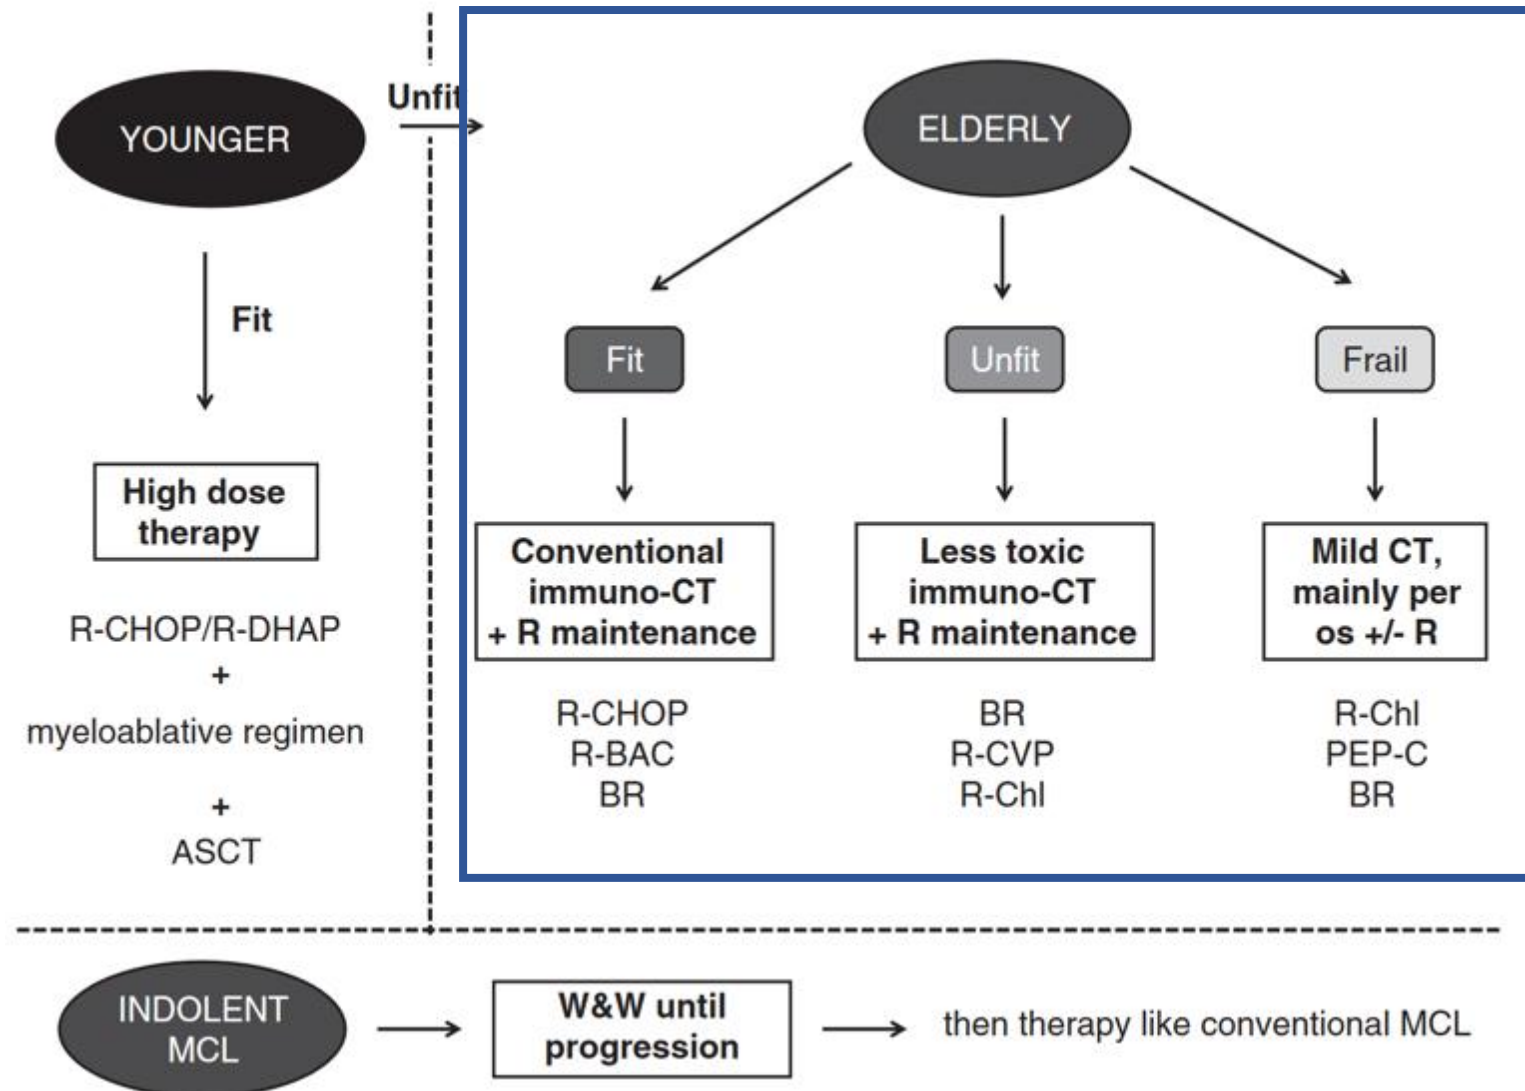 YOUNGER
Unfit
Fit
High dose
therapy
R-CHOP/R-DHAP
+
myeloablative regimen
+
ASCT
ELDERLY
Fit
Conventional
immuno-CT
+ R maintenance
R-CHOP
R-BAC
BR
Unfit
Less toxic
immuno-CT
+ R maintenance
BR
R-CVP
R-Chl
Frail
Mild CT,
mainly per
os +/- R
R-Chl
PEP-C
BR
INDOLENT
MCL
W&W until
progression
then therapy like conventional MCL